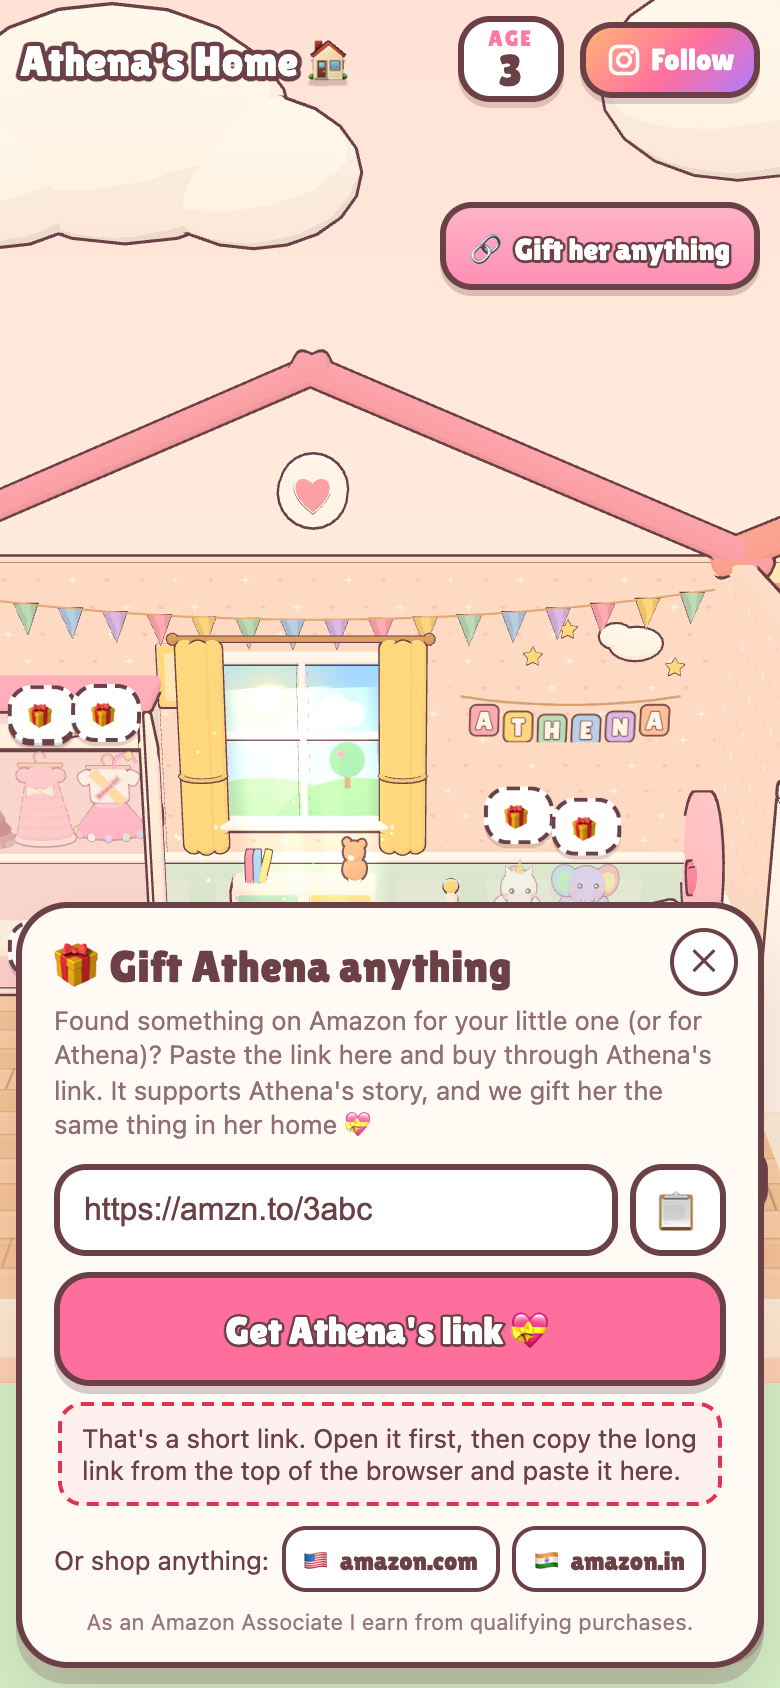 Athena's Home
AGE
3
Follow
Gift her anything
ATHENA
Gift Athena anything
Found something on Amazon for your little one (or for
Athena)? Paste the link here and buy through Athena's
link. It supports Athena's story, and we gift her the
same thing in her home
https://amzn.to/3abc
Get Athena's link
That's a short link. Open it first, then copy the long
link from the top of the browser and paste it here.
Or shop anything:
amazon.com
amazon.in
As an Amazon Associate I earn from qualifying purchases.